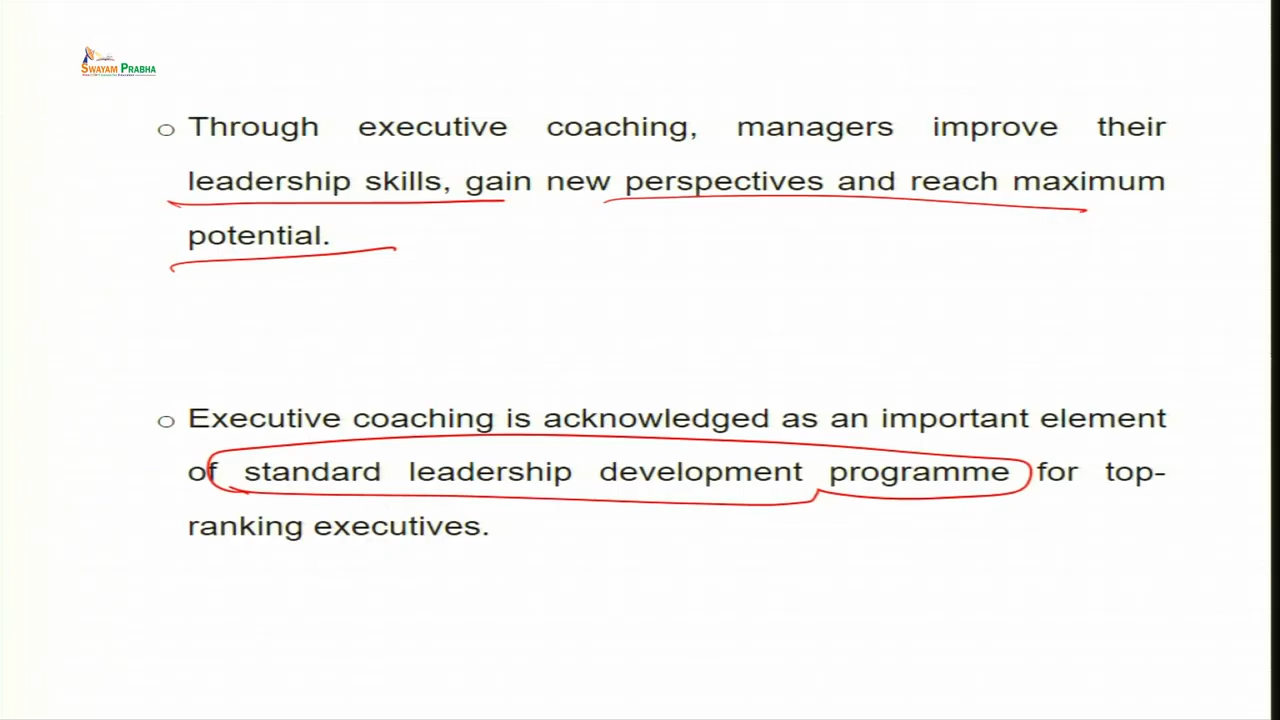 SWAYAM PRABHA
○ Through executive coaching, managers improve their
leadership skills, gain new perspectives and reach maximum
potential.
○ Executive coaching is acknowledged as an important element
of standard leadership development programme for top-
ranking executives.